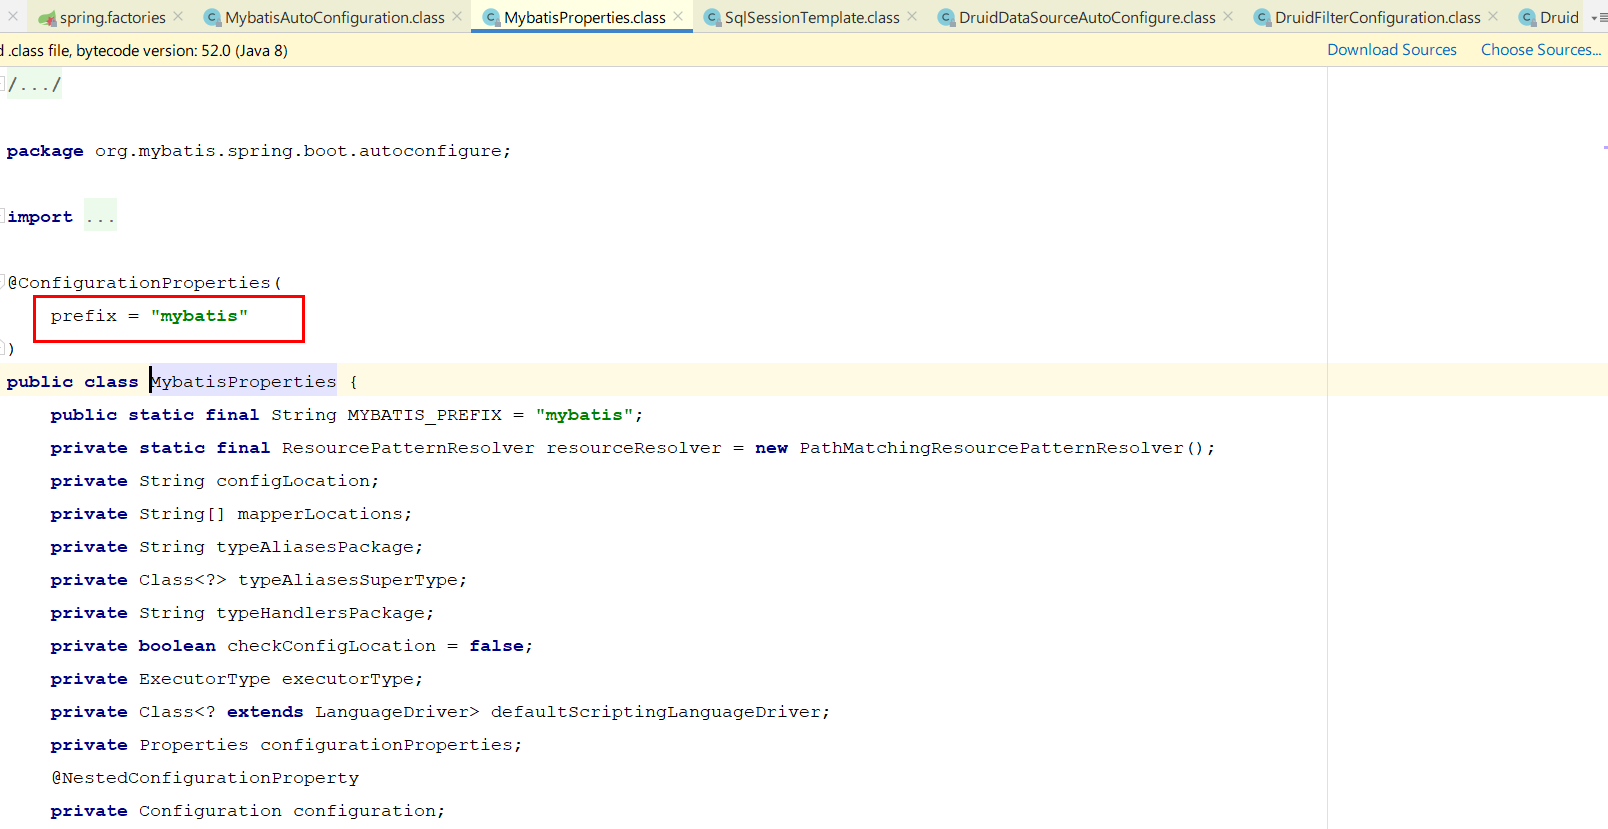 spring.factories MybatisAutoConfiguration.class MybatisProperties.class SqlSessionTemplate.class DruidDataSourceAutoConfigure.class DruidFilterConfiguration.class Druid
d .class file, bytecode version: 52.0 (Java 8) Download Sources Choose Sources...
/.../
package org.mybatis.spring.boot.autoconfigure;
import ...
@ConfigurationProperties(
prefix = "mybatis"
)
public class MybatisProperties {
public static final String MYBATIS_PREFIX = "mybatis";
private static final ResourcePatternResolver resourceResolver = new PathMatchingResourcePatternResolver();
private String configLocation;
private String[] mapperLocations;
private String typeAliasesPackage;
private Class<?> typeAliasesSuperType;
private String typeHandlersPackage;
private boolean checkConfigLocation = false;
private ExecutorType executorType;
private Class<? extends LanguageDriver> defaultScriptingLanguageDriver;
private Properties configurationProperties;
@NestedConfigurationProperty
private Configuration configuration;